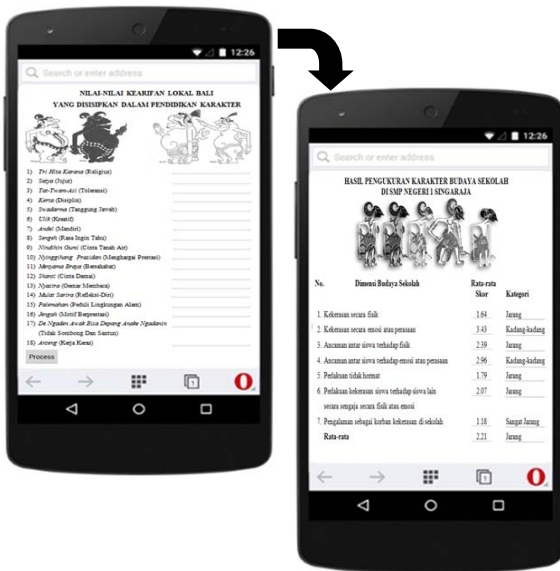 12:26
Search or enter address
NILAI-NILAI KEARIFAN LOKAL BALI
YANG DISISIPKAN DALAM PENDIDIKAN KARAKTER
1) Tri Hita Karana (Religius)
2) Satya (Jujur)
3) Tat-Twam-Asi (Toleransi)
4) Kerta (Disiplin)
5) Swadarma (Tanggung Jawab)
6) Ulik (Kreatif)
7) Andel (Mandiri)
8) Sengeh (Rasa Ingin Tahu)
9) Nindihin Gumi (Cinta Tanah Air)
10) Nyinggihang Prasidan (Menghargai Prestasi)
11) Menyama Braya (Bersahabat)
12) Shanti (Cinta Damai)
13) Nyastra (Gemar Membaca)
14) Mulat Sarira (Refleksi-Diri)
15) Palemahan (Peduli Lingkungan Alam)
16) Jengah (Motif Berprestasi)
17) De Ngaden Awak Bisa Depang Anake Ngadanin
(Tidak Sombong Dan Santun)
18) (Kerja Keras)
Process
1
12:26
Search or enter address
HASIL PENGUKURAN KARAKTER BUDAYA SEKOLAH
DI SMP NEGERI 1 SINGARAJA
No. Dimensi Budaya Sekolah Rata-rata
Skor Kategori
1. Kekerasan secara fisik 1.64 Jarang
2. Kekerasan secara emosi atau perasaan 3.43 Kadang-kadang
3. Ancaman antar siswa terhadap fisik 2.39 Jarang
4. Ancaman antar siswa terhadap emosi atau perasaan 2.96 Kadang-kadang
5. Perlakuan tidak hormat 1.79 Jarang
6. Perlakuan kekerasan siswa terhadap siswa lain 2.07 Jarang
secara sengaja secara fisik atau emosi
7. Pengalaman sebagai korban kekerasan di sekolah 1.18 Sangat Jarang
Rata-rata 2.21 Jarang
1